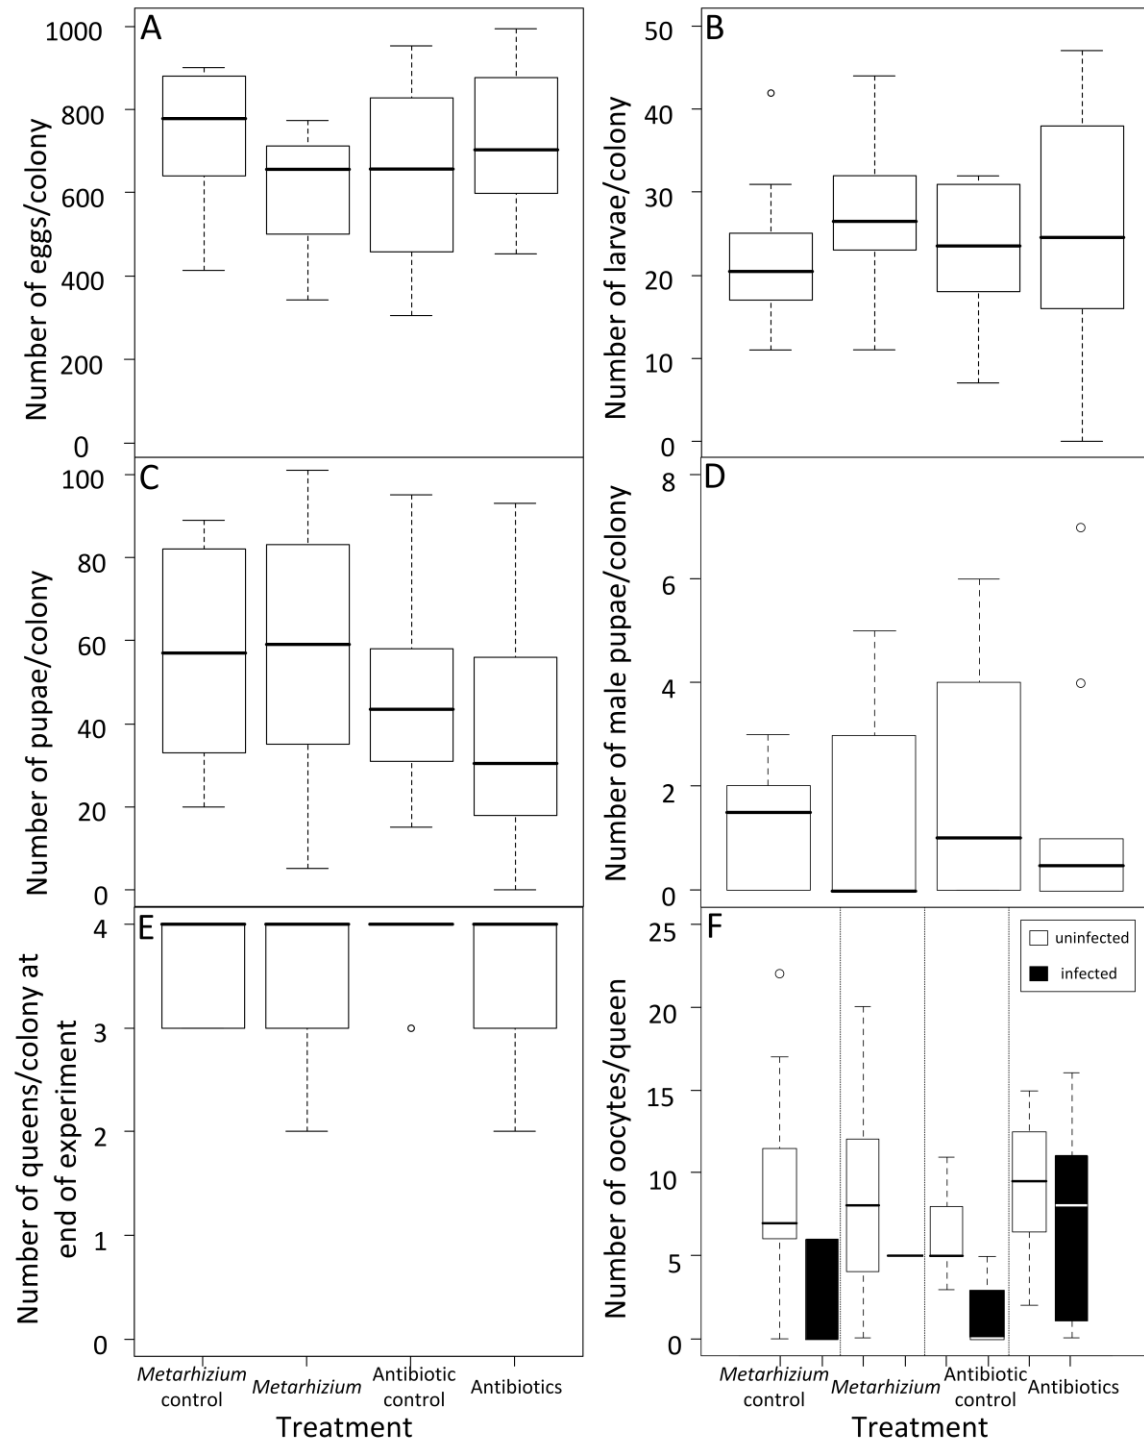 A
Number of eggs/colony
1000
800
600
400
200
0
B
Number of larvae/colony
50
40
30
20
10
0
C
Number of pupae/colony
100
80
60
40
20
0
D
Number of male pupae/colony
8
6
4
2
0
E
Number of queens/colony at
end of experiment
4
3
2
1
0
Metarhizium
control
Metarhizium
Antibiotic
control
Antibiotics
Treatment
F
Number of oocytes/queen
25
20
15
10
5
0
uninfected
infected
Metarhizium
control
Metarhizium
Antibiotic
control
Antibiotics
Treatment